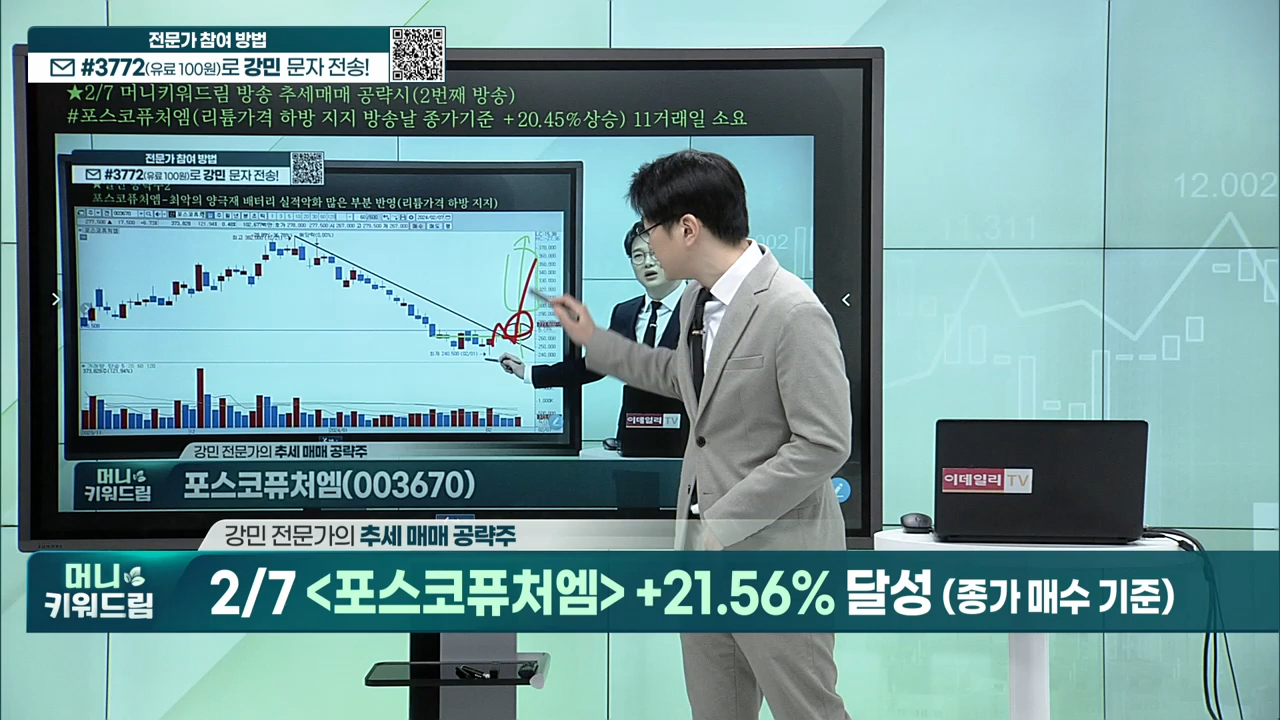 전문가 참여 방법
#3772(유료 100원)로 강민 문자 전송!
★2/7 머니키워드림 방송 추세매매 공략시(2번째 방송)
#포스코퓨처엠(리튬가격 하방 지지 방송날 종가기준 +20.45%상승) 11거래일 소요
전문가 참여 방법
#3772(유료 100원)로 강민 문자 전송!
포스코퓨처엠-최악의 양극재 배터리 실적악화 많은 부분 반영(리튬가격 하방 지지)
포스코퓨처엠
12.002
강민 전문가의 추세 매매 공략주
머니
키워드림
포스코퓨처엠(003670)
이데일리TV
이데일리TV
강민 전문가의 추세 매매 공략주
머니
키워드림
2/7 <포스코퓨처엠> +21.56% 달성 (종가 매수 기준)